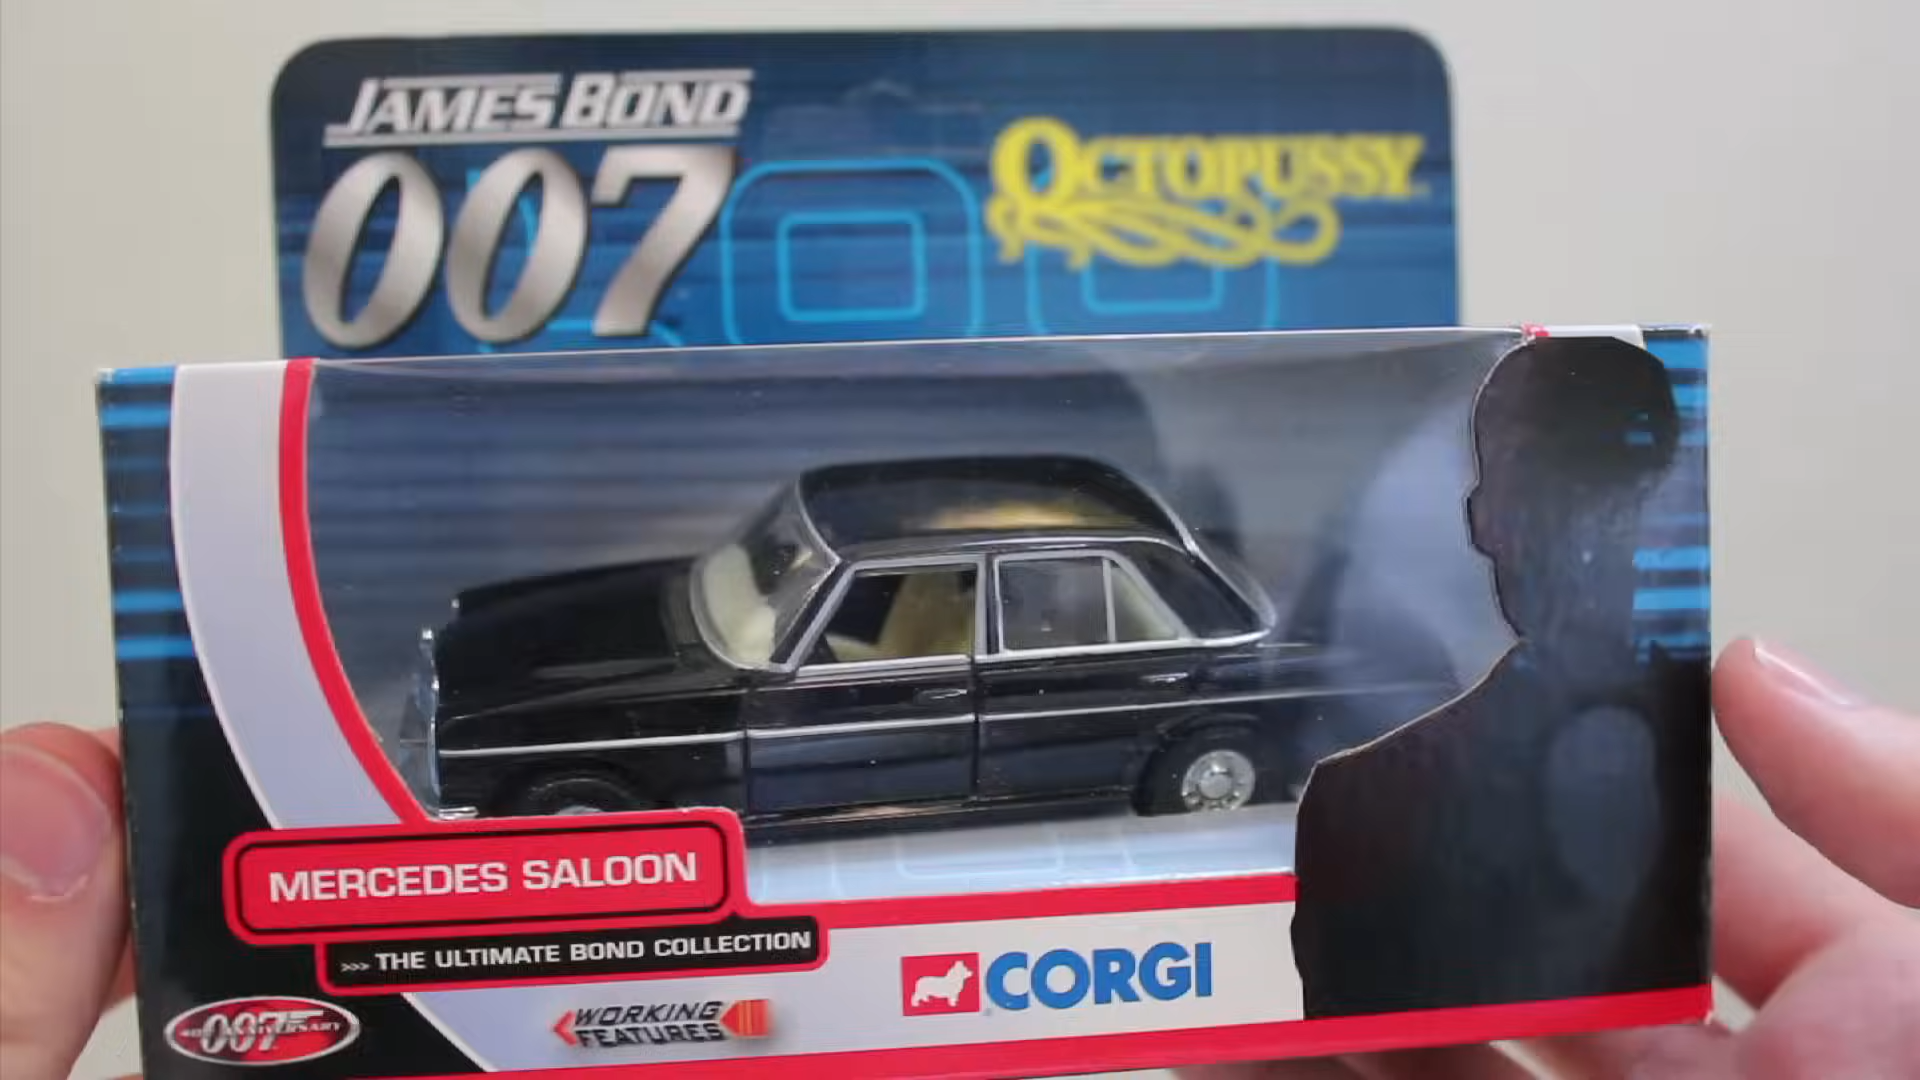 JAMES BOND
007
OCTOPUSSY
MERCEDES SALOON
>>> THE ULTIMATE BOND COLLECTION
CORGI
WORKING
FEATURES
007